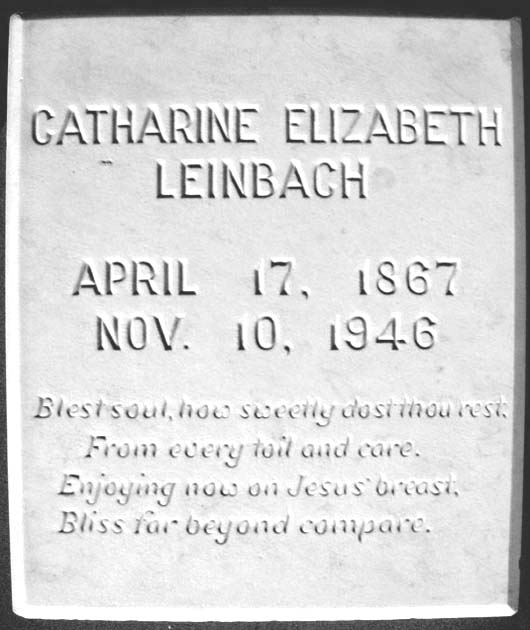 CATHARINE ELIZABETH
LEINBACH
APRIL 17, 1867
NOV. 10, 1946
Blest soul, how sweetly dost thou rest,
From every toil and care.
Enjoying now on Jesus' breast,
Bliss far beyond compare.